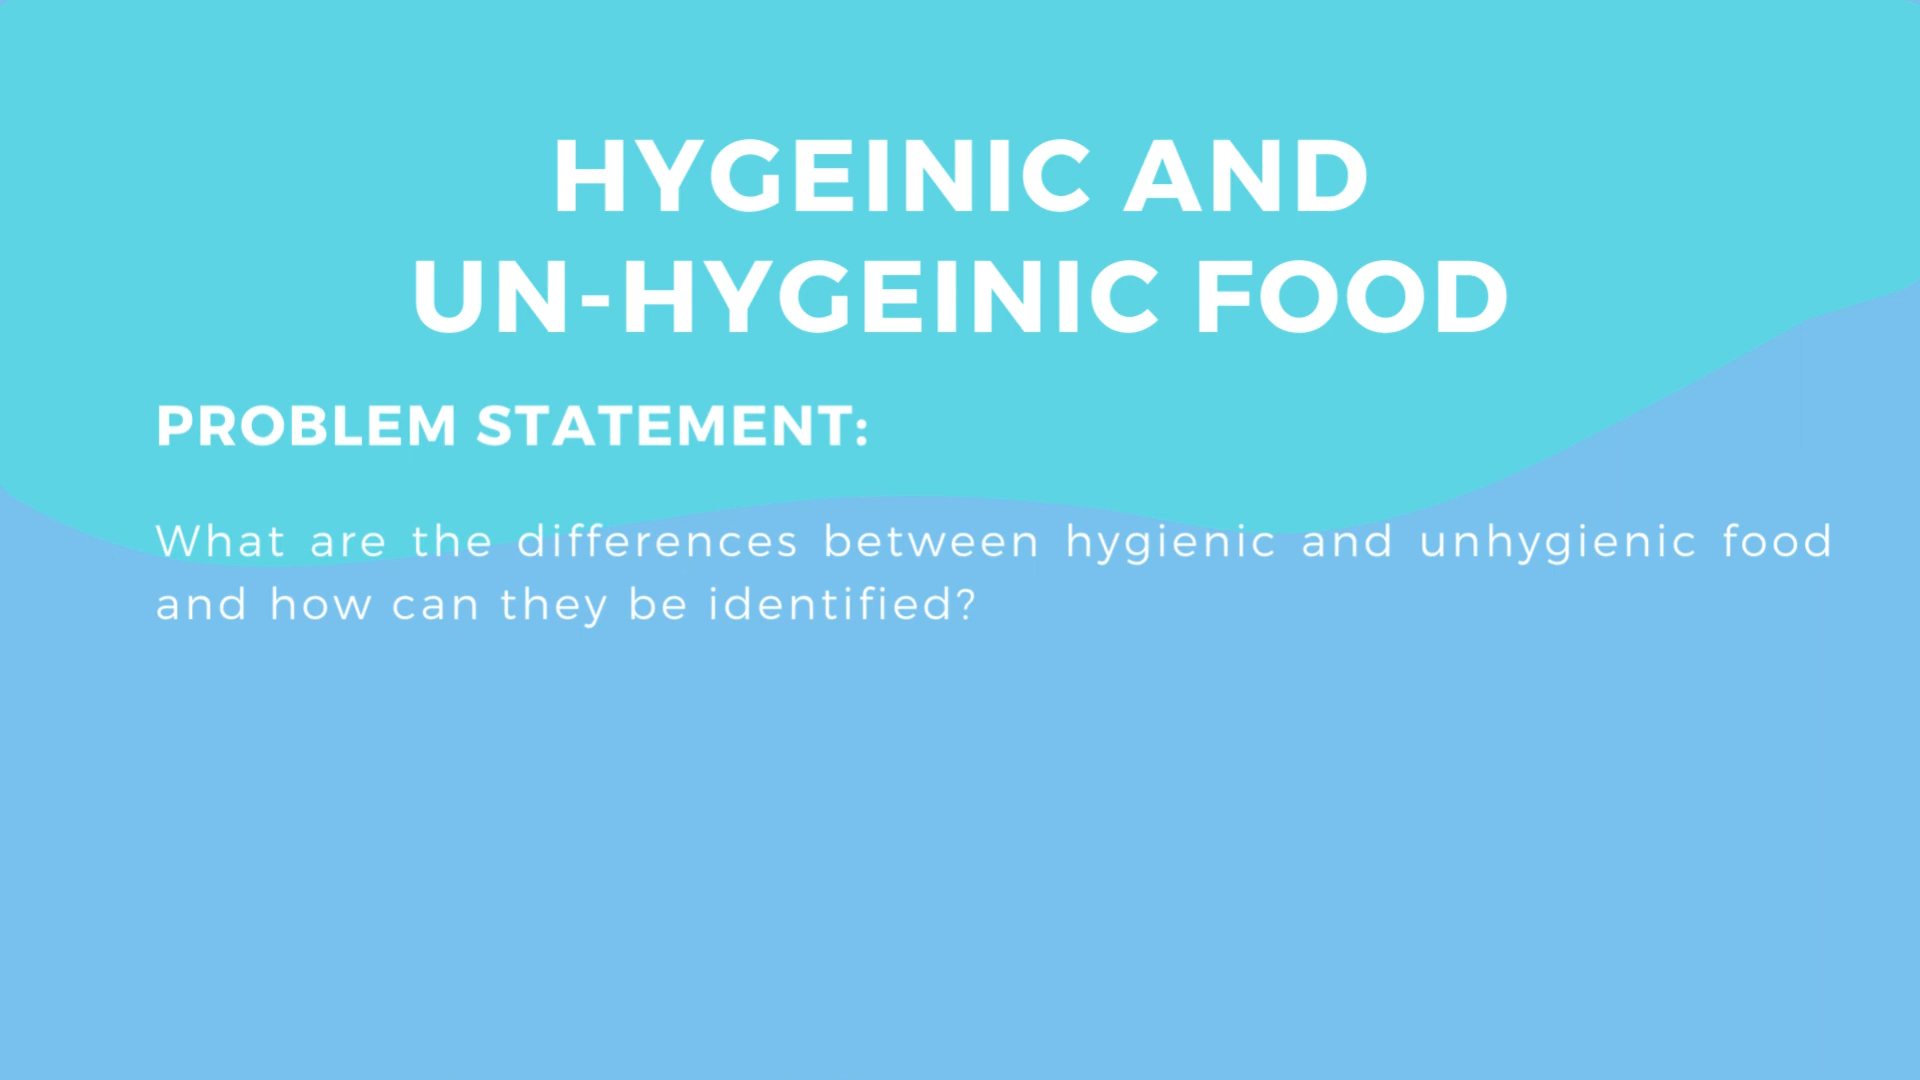 HYGEINIC AND
UN-HYGEINIC FOOD
PROBLEM STATEMENT:
What are the differences between hygienic and unhygienic food
and how can they be identified?